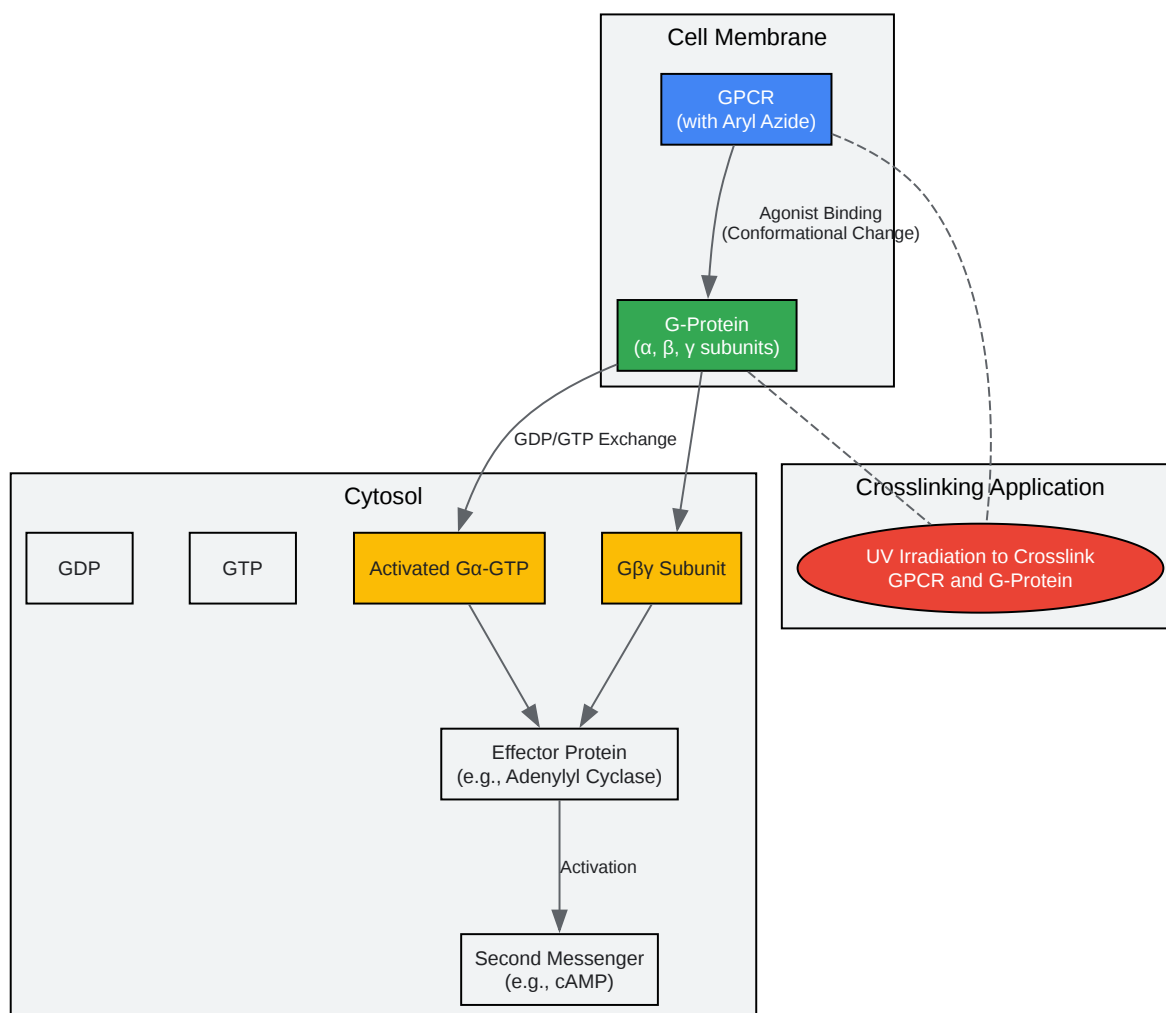 Cell Membrane
GPCR
(with Aryl Azide)
Agonist Binding
(Conformational Change)
G-Protein
(α, β, γ subunits)
GDP/GTP Exchange
Cytosol
Crosslinking Application
GDP
GTP
Activated Gα-GTP
Gβγ Subunit
UV Irradiation to Crosslink
GPCR and G-Protein
Effector Protein
(e.g., Adenylyl Cyclase)
Activation
Second Messenger
(e.g., cAMP)